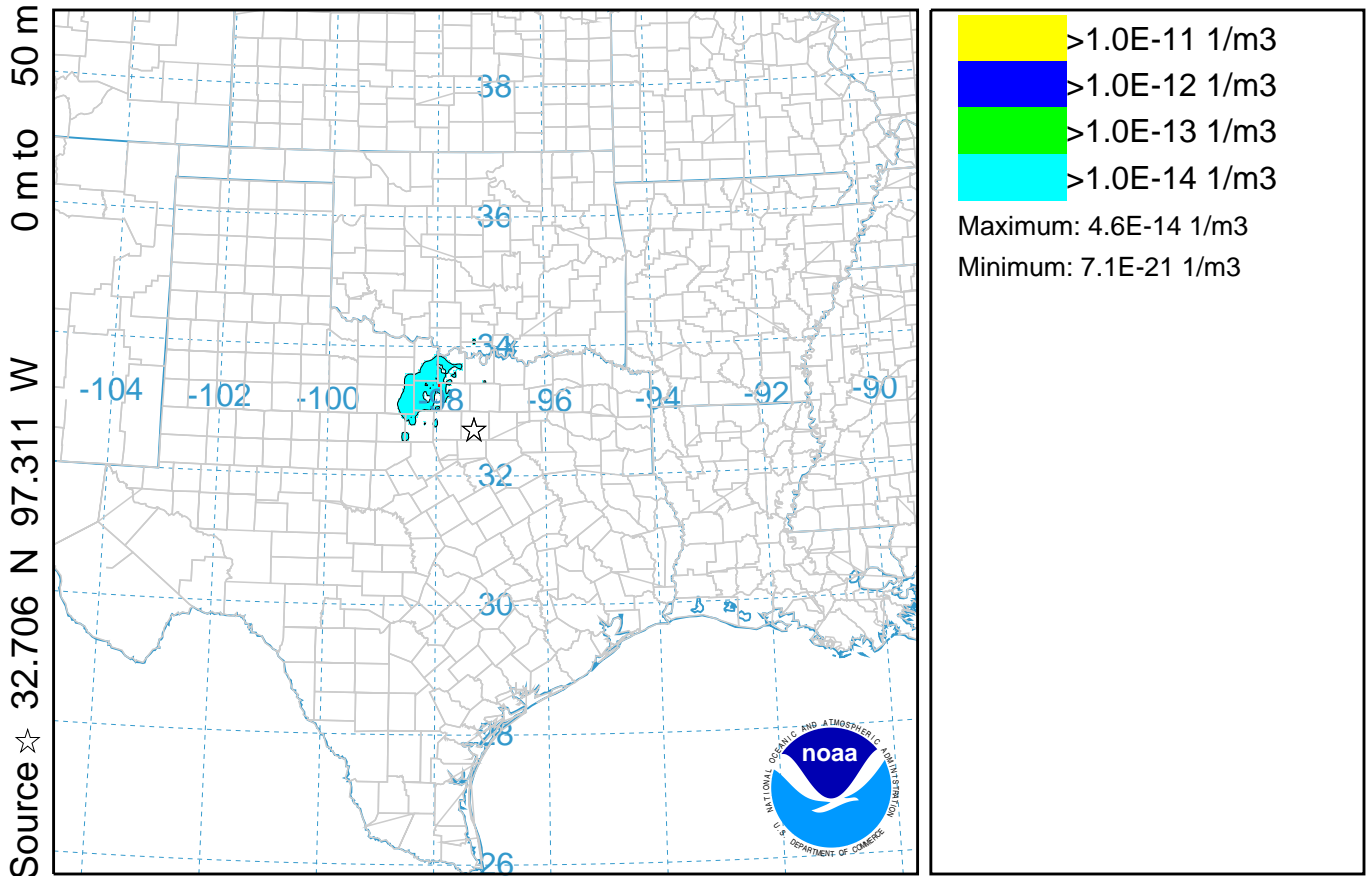 Source ☆ 32.706 N 97.311 W 0 m to 50 m
38
36
34
-104 -102 -100 -98 -96 -94 -92 -90
32
30
28
26
noaa
NATIONAL OCEANIC AND ATMOSPHERIC ADMINISTRATION
U.S. DEPARTMENT OF COMMERCE
>1.0E-11 1/m3
>1.0E-12 1/m3
>1.0E-13 1/m3
>1.0E-14 1/m3
Maximum: 4.6E-14 1/m3
Minimum: 7.1E-21 1/m3